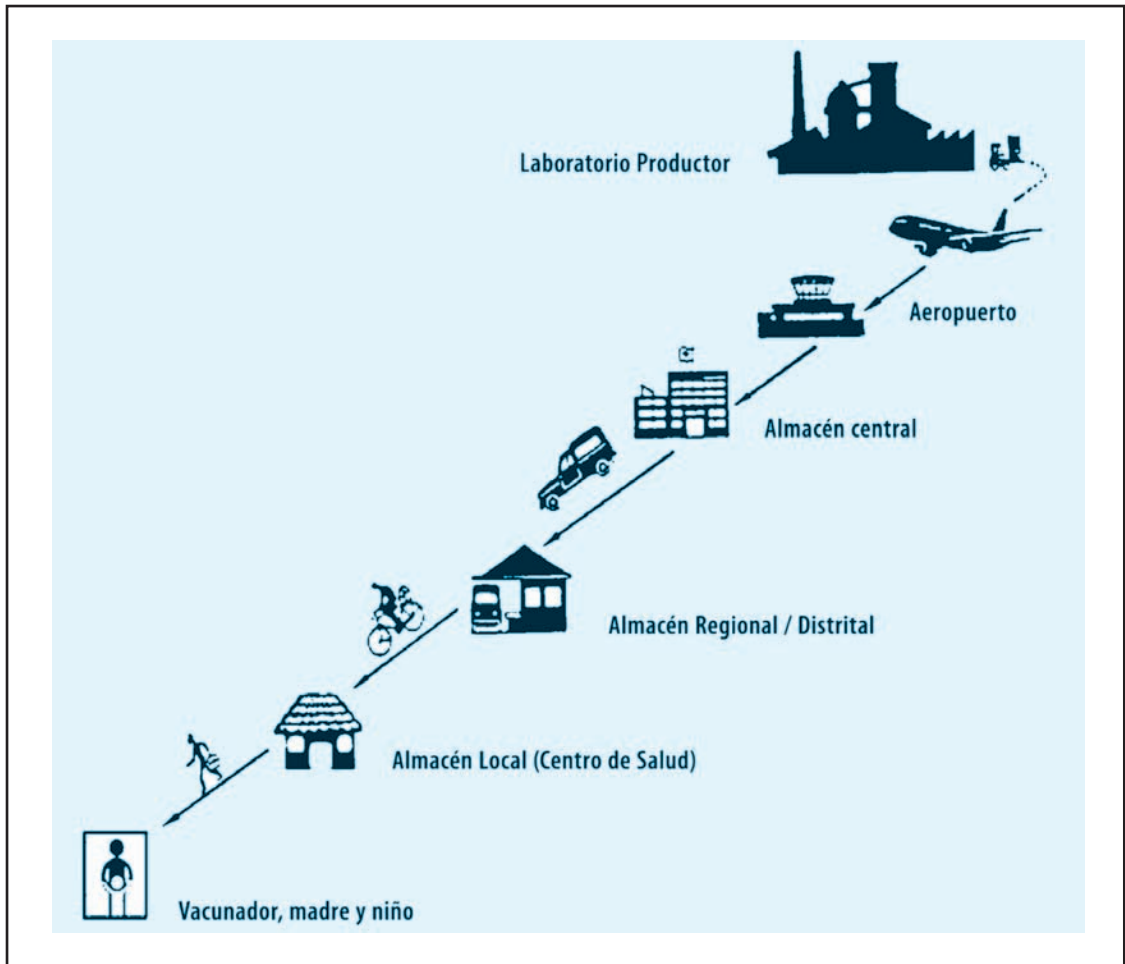 Laboratorio Productor
Aeropuerto
Almacén central
Almacén Regional / Distrital
Almacén Local (Centro de Salud)
Vacunador, madre y niño